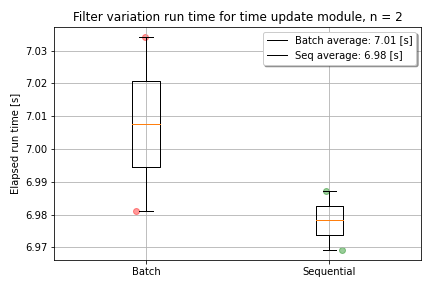 Filter variation run time for time update module, n = 2
Batch average: 7.01 [s]
Seq average: 6.98 [s]
Elapsed run time [s]
7.03
7.02
7.01
7.00
6.99
6.98
6.97
Batch
Sequential